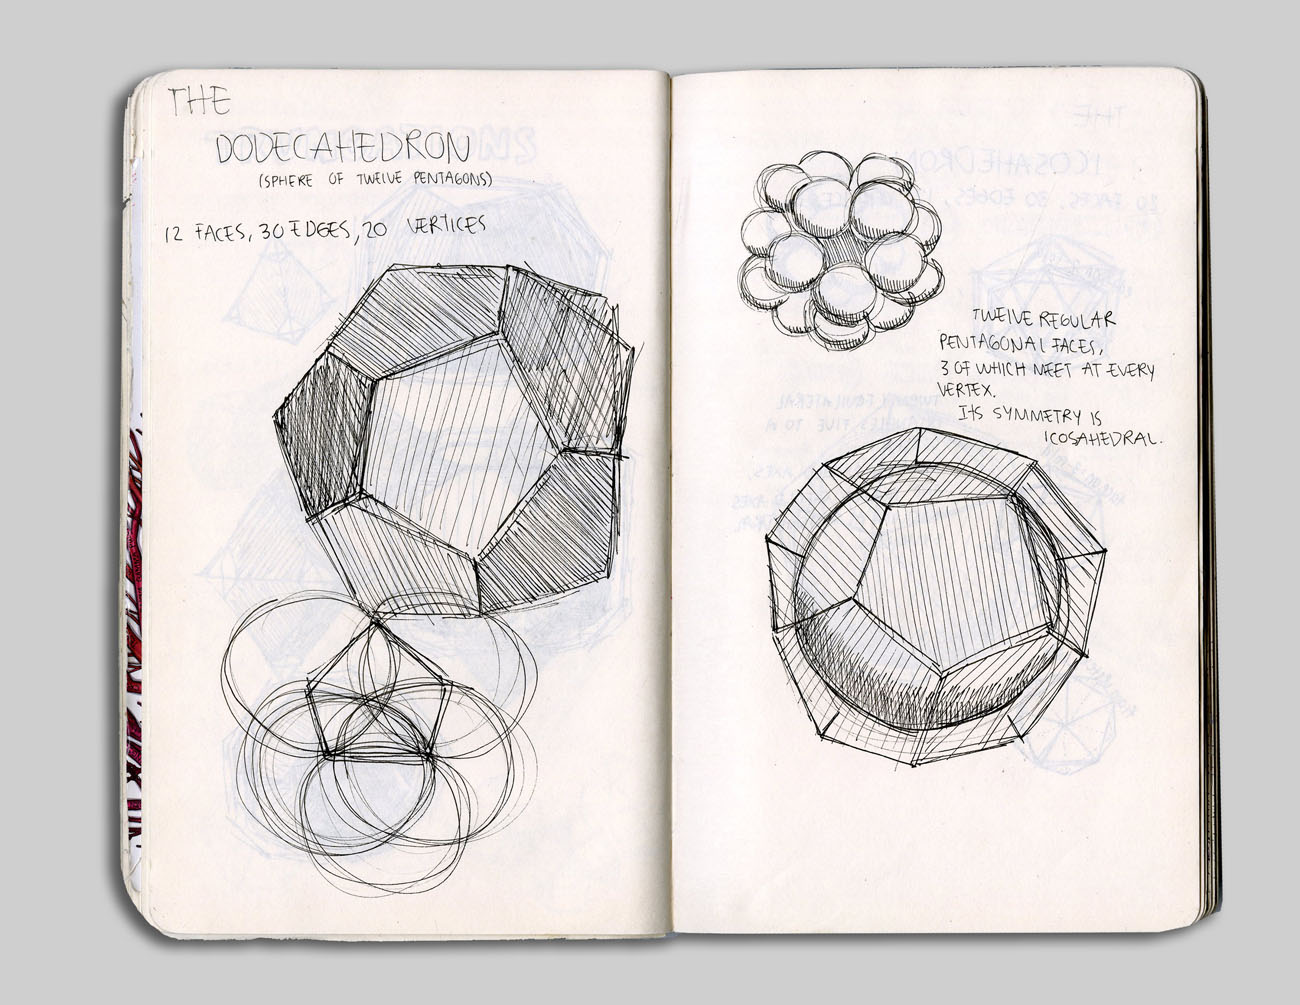 THE
DODECAHEDRON
(SPHERE OF TWELVE PENTAGONS)
12 FACES, 30 EDGES, 20 VERTICES
TWELVE REGULAR
PENTAGONAL FACES,
3 OF WHICH MEET AT EVERY
VERTEX.
ITS SYMMETRY IS
ICOSAHEDRAL.